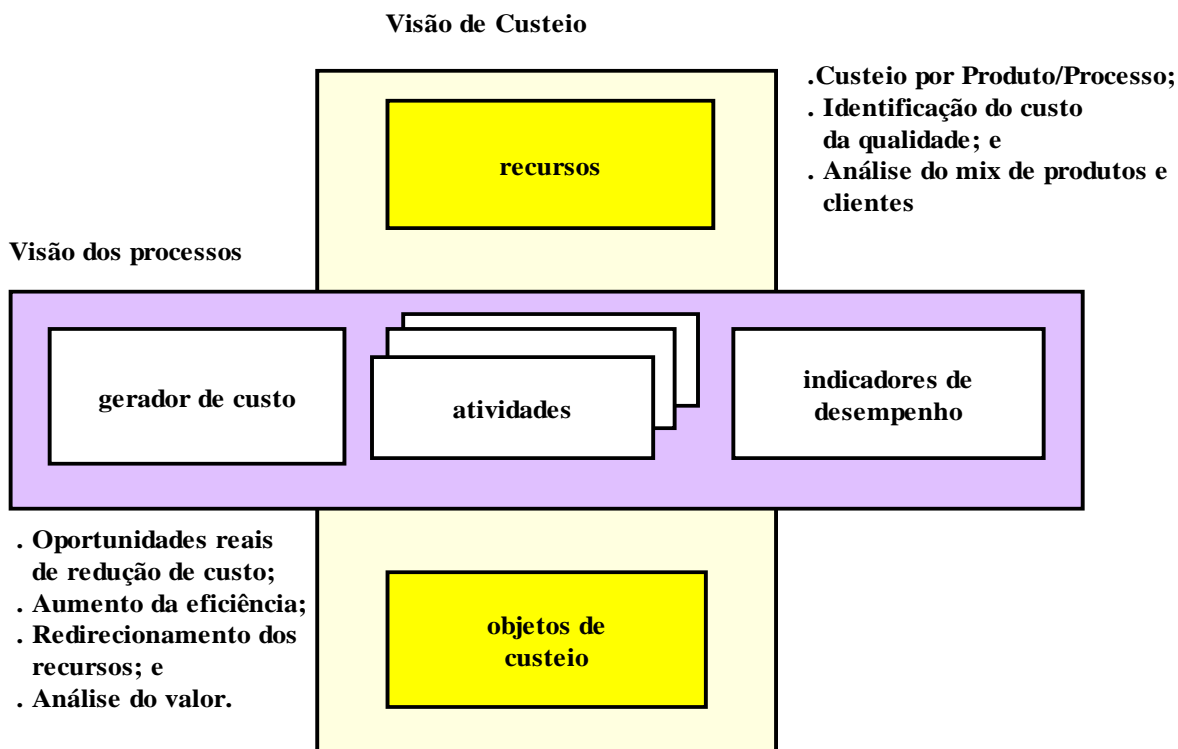 Visão de Custeio
.Custeio por Produto/Processo;
. Identificação do custo
da qualidade; e
. Análise do mix de produtos e
clientes
recursos
Visão dos processos
gerador de custo
atividades
indicadores de
desempenho
. Oportunidades reais
de redução de custo;
. Aumento da eficiência;
. Redirecionamento dos
recursos; e
. Análise do valor.
objetos de
custeio